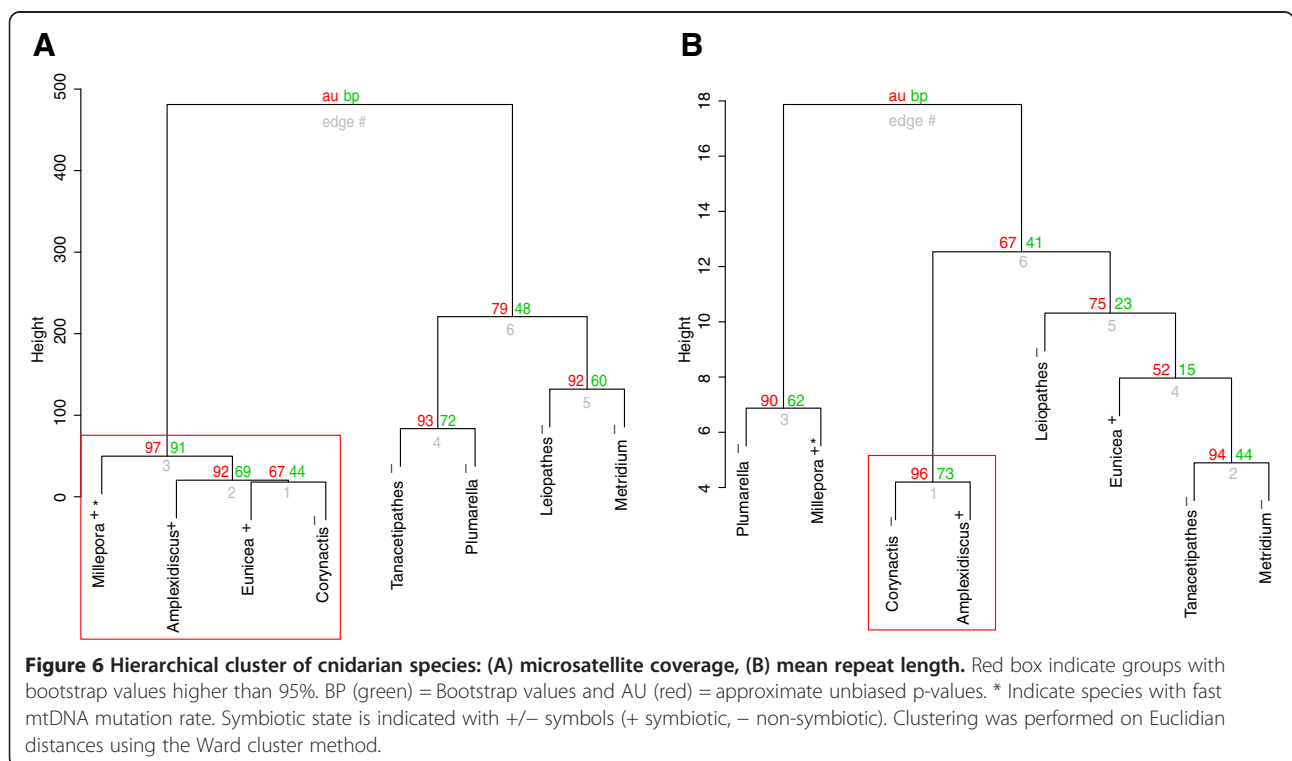 A
500
400
300
200
100
0
Height
au bp
edge #
79 48
6
93 72
4
92 60
5
97 91
3
92 69
2
67 44
1
Millepora + *
Amplexidiscus+
Eunicea +
Corynactis −
Tanacetipathes −
Plumarella −
Leiopathes −
Metridium −
B
18
16
14
12
10
8
6
4
Height
au bp
edge #
67 41
6
75 23
5
52 15
4
90 62
3
96 73
1
94 44
2
Plumarella −
Millepora + *
Corynactis −
Amplexidiscus +
Leiopathes −
Eunicea +
Tanacetipathes −
Metridium −
Figure 6 Hierarchical cluster of cnidarian species: (A) microsatellite coverage, (B) mean repeat length. Red box indicate groups with
bootstrap values higher than 95%. BP (green) = Bootstrap values and AU (red) = approximate unbiased p-values. * Indicate species with fast
mtDNA mutation rate. Symbiotic state is indicated with +/− symbols (+ symbiotic, − non-symbiotic). Clustering was performed on Euclidian
distances using the Ward cluster method.